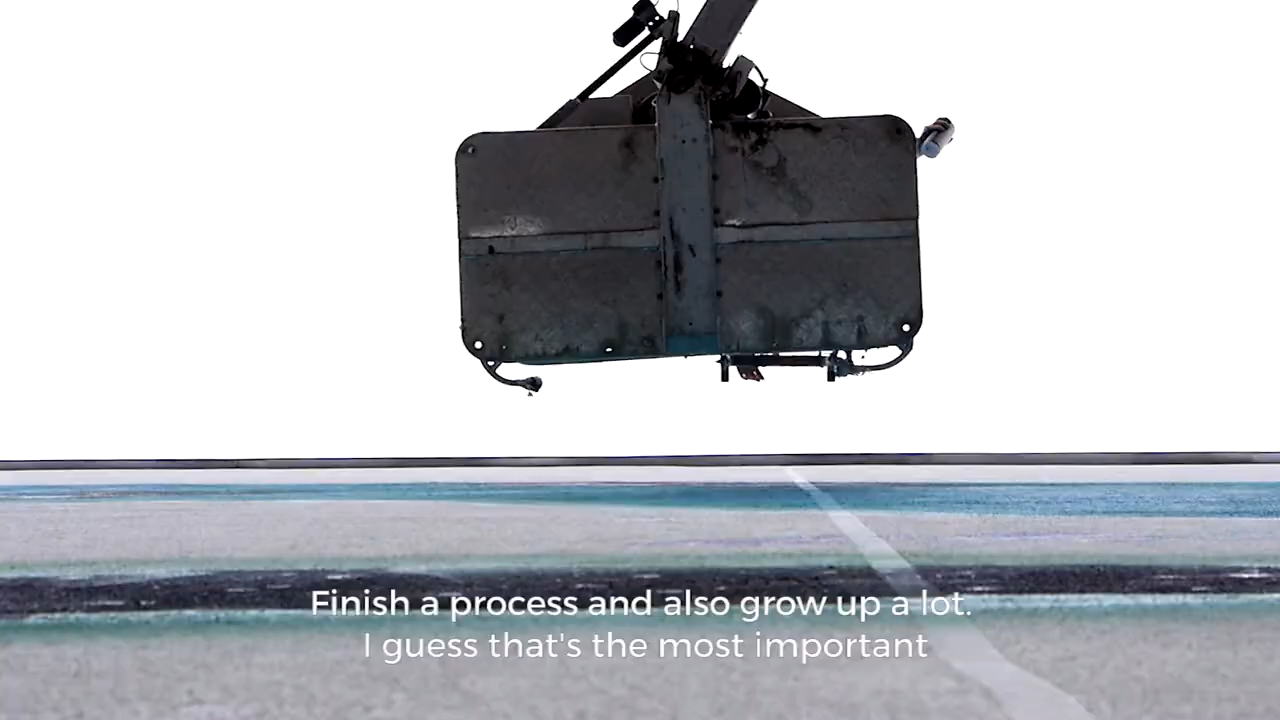 Finish a process and also grow up a lot.
I guess that's the most important